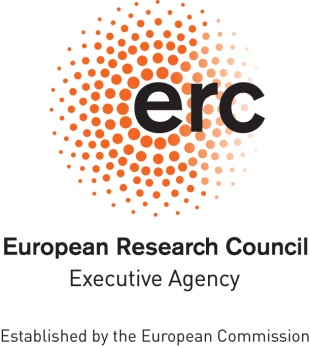 erc
European Research Council
Executive Agency
Established by the European Commission